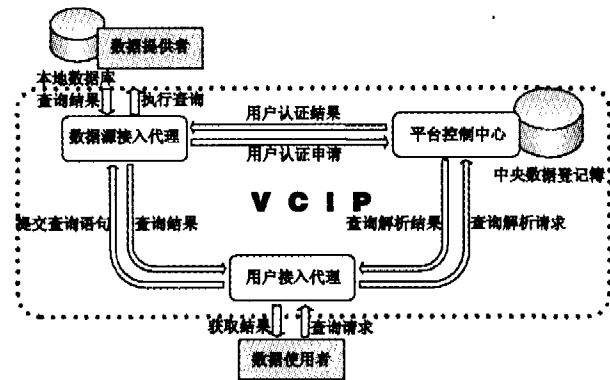 数据提供者
本地数据库
查询结果 执行查询
用户认证结果
数据源接入代理
平台控制中心
用户认证申请
中央数据登记簿
VCIP
提交查询语句 查询结果
查询解析结果 查询解析请求
用户接入代理
获取结果 查询请求
数据使用者